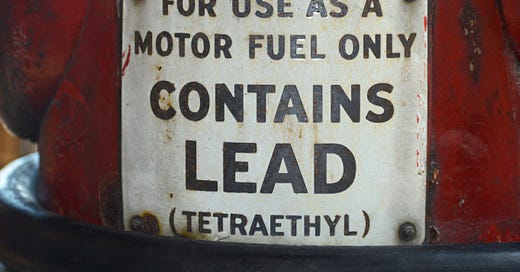 FOR USE AS A
MOTOR FUEL ONLY
CONTAINS
LEAD
(TETRAETHYL)